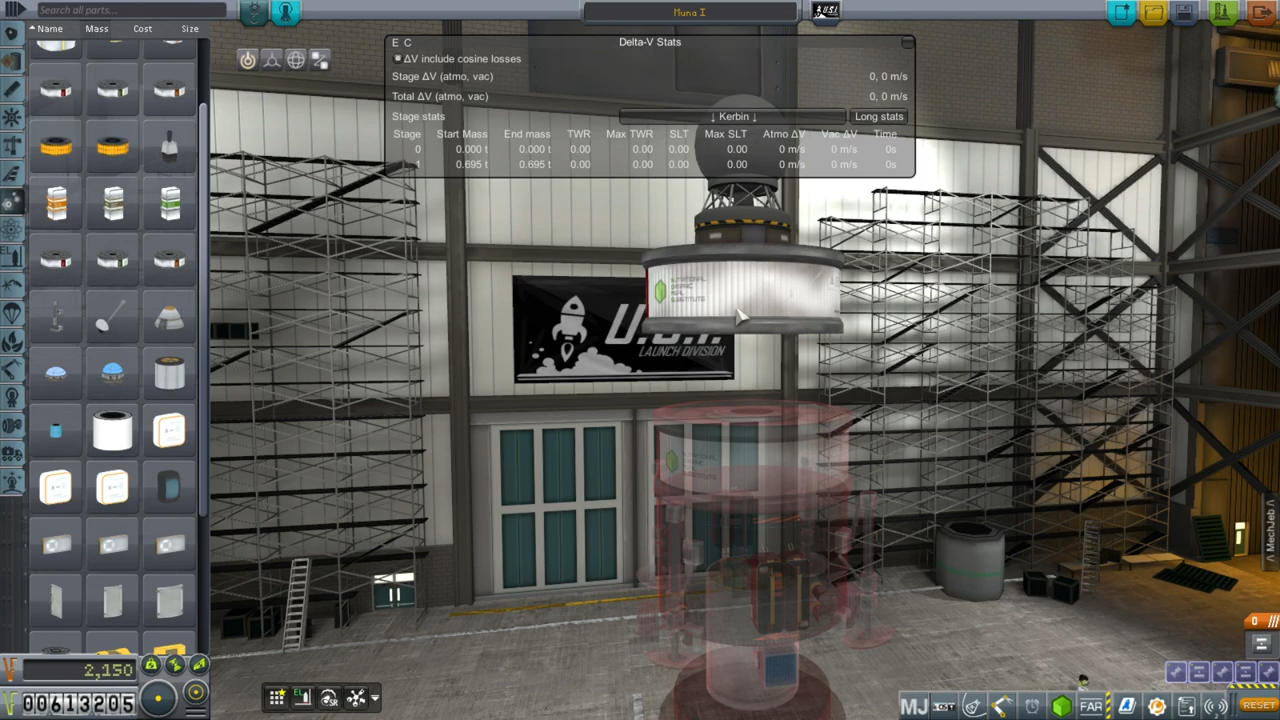 Search all parts...
Name Mass Cost Size
Muna I
U.S.I.
E C Delta-V Stats
ΔV include cosine losses
Stage ΔV (atmo, vac) 0, 0 m/s
Total ΔV (atmo, vac) 0, 0 m/s
Stage stats ↓ Kerbin ↓ Long stats
Stage Start Mass End mass TWR Max TWR SLT Max SLT Atmo ΔV Vac ΔV Time
0 0.000 t 0.000 t 0.00 0.00 0.00 0.00 0 m/s 0 m/s 0s
0.695 t 0.695 t 0.00 0.00 0.00 0.00 0 m/s 0 m/s 0s
U.S.I.
LAUNCH DIVISION
/\ MechJeb /\
0
2,150
00613205
EL
SR
MJ
COST
FAR
RESET